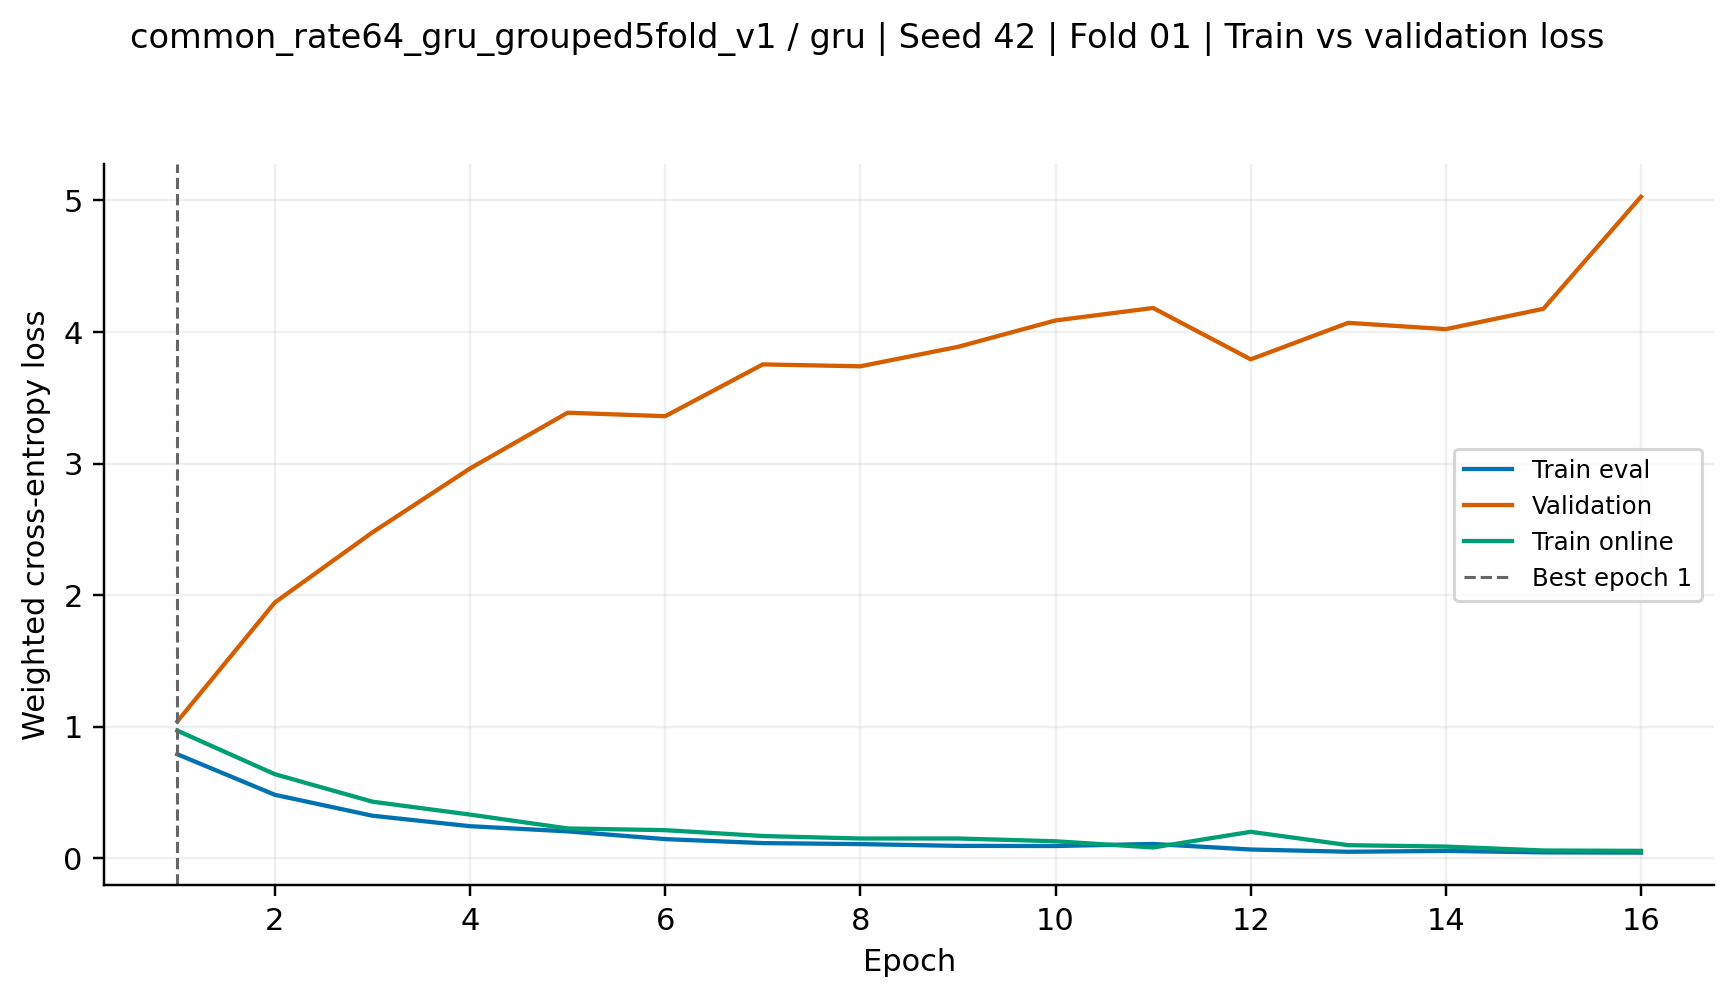 common_rate64_gru_grouped5fold_v1 / gru | Seed 42 | Fold 01 | Train vs validation loss
Weighted cross-entropy loss
5
4
3
2
1
0
Train eval
Validation
Train online
Best epoch 1
2 4 6 8 10 12 14 16
Epoch